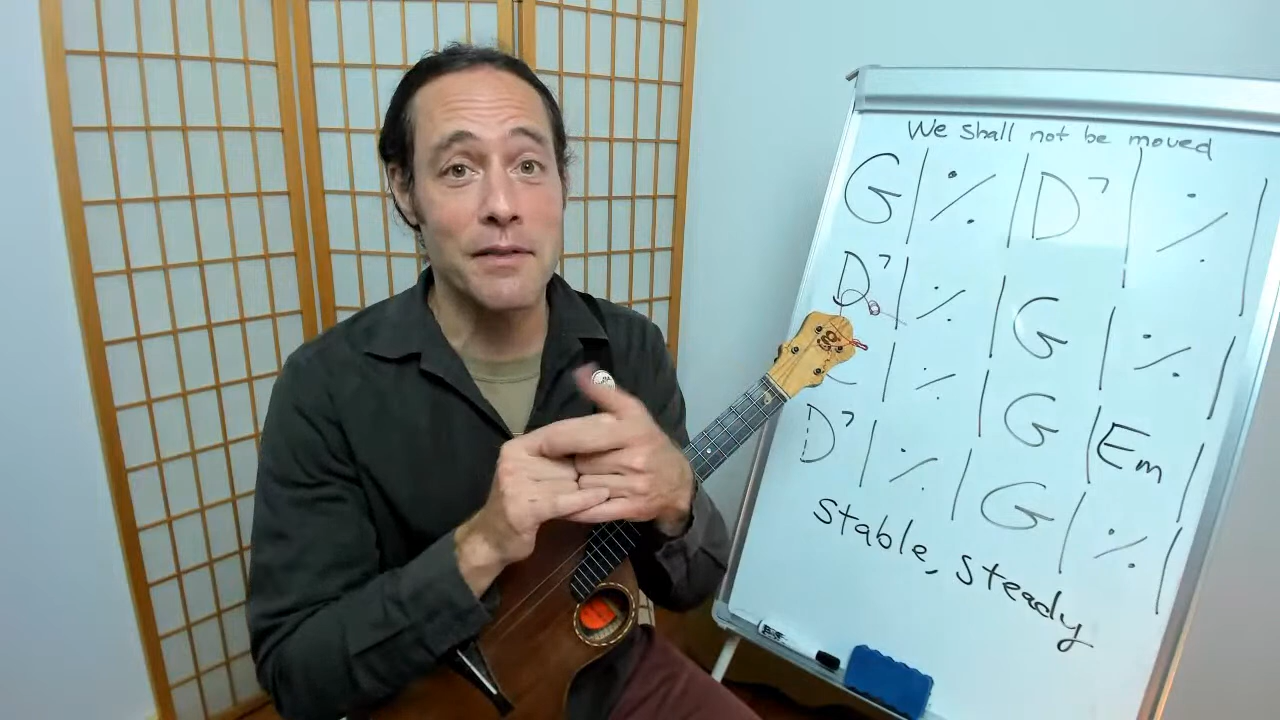 We shall not be moved
G | ٪ | D7 | ٪ |
D7 | ٪ | G | ٪ |
٪ | G | Em |
D7 | ٪ | G | ٪ |
stable, steady